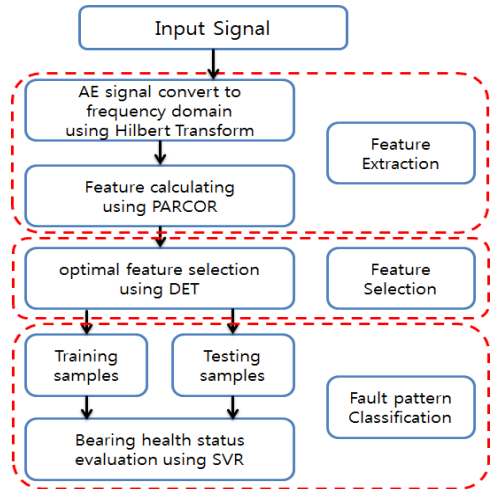 Input Signal
AE signal convert to
frequency domain
using Hilbert Transform
Feature
Extraction
Feature calculating
using PARCOR
optimal feature selection
using DET
Feature
Selection
Training
samples
Testing
samples
Fault pattern
Classification
Bearing health status
evaluation using SVR